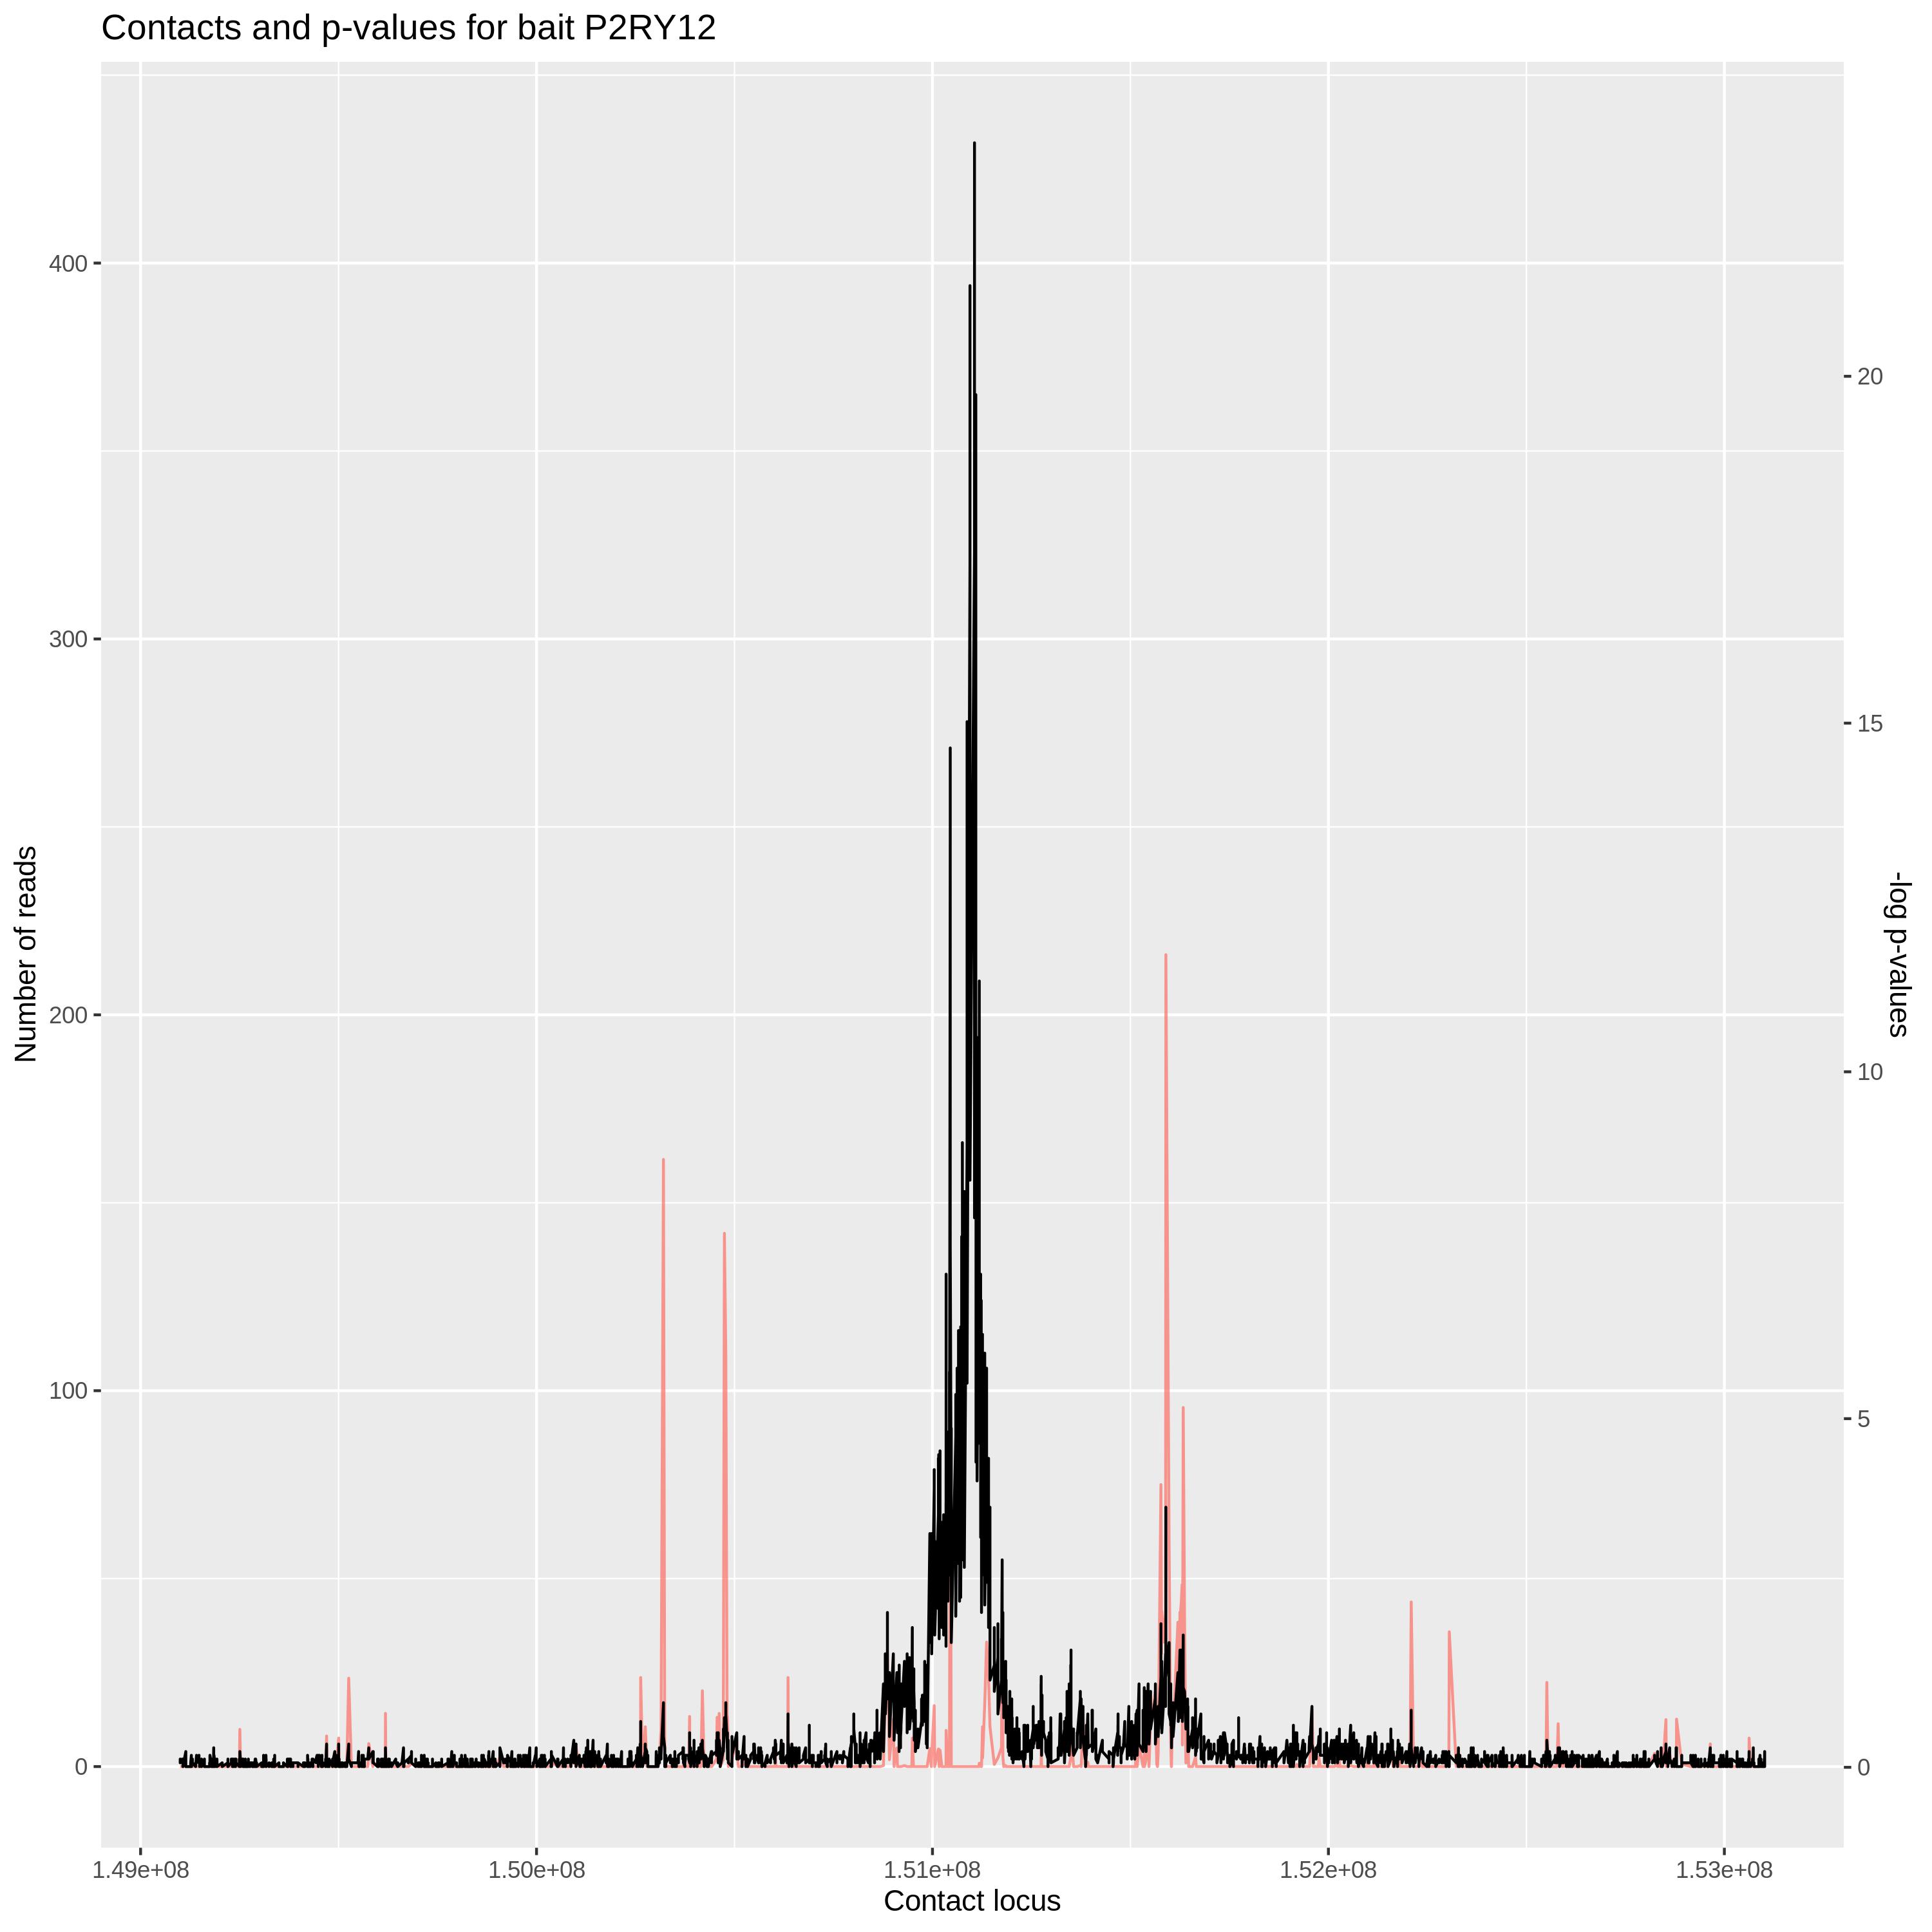 Contacts and p-values for bait P2RY12
400
300
200
100
0
Number of reads
20
15
10
5
0
-log p-values
1.49e+08
1.50e+08
1.51e+08
1.52e+08
1.53e+08
Contact locus